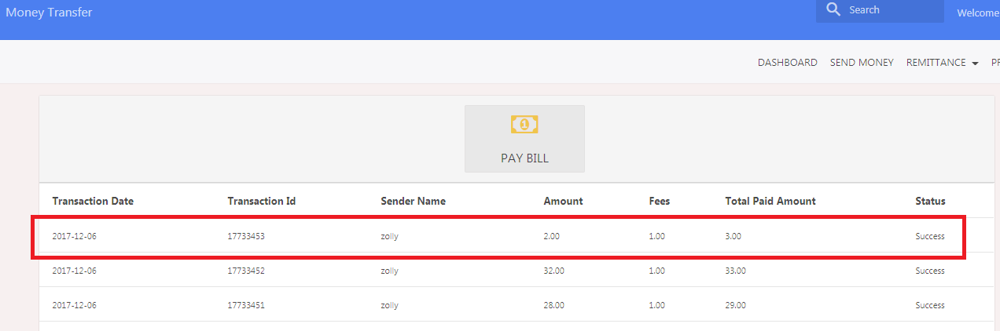 Money Transfer
Search
Welcome
DASHBOARD SEND MONEY REMITTANCE
1
PAY BILL
Transaction Date Transaction Id Sender Name Amount Fees Total Paid Amount Status
2017-12-06 17733453 zolly 2.00 1.00 3.00 Success
2017-12-06 17733452 zolly 32.00 1.00 33.00 Success
2017-12-06 17733451 zolly 28.00 1.00 29.00 Success